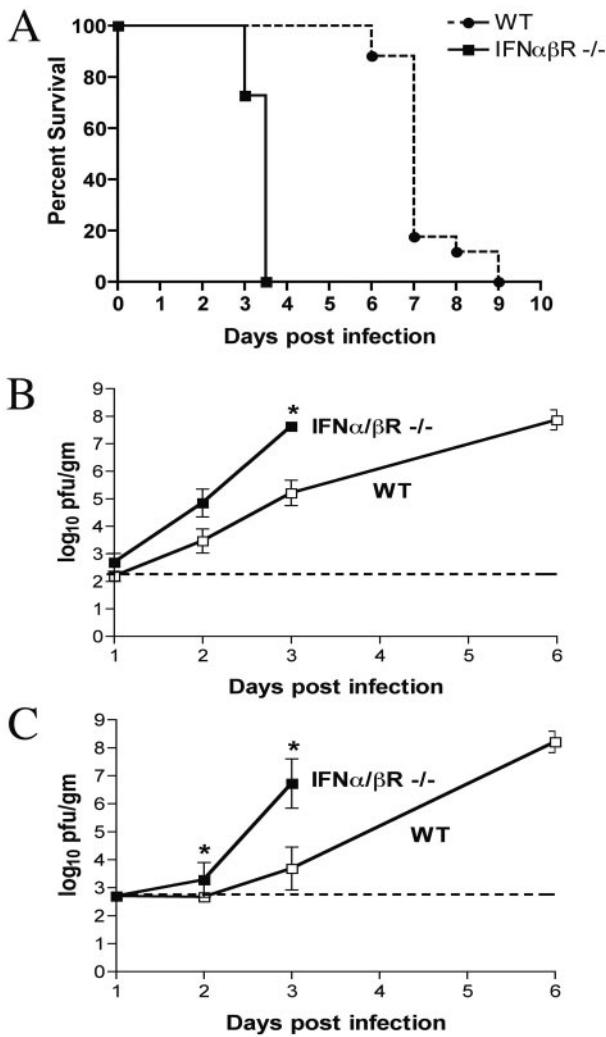 A
WT
IFNαβR -/-
Percent Survival
100
80
60
40
20
0
0 1 2 3 4 5 6 7 8 9 10
Days post infection
B
log₁₀ pfu/gm
9
8
7
6
5
4
3
2
1
0
*
IFNα/βR -/-
WT
1 2 3 4 5 6
Days post infection
C
log₁₀ pfu/gm
9
8
7
6
5
4
3
2
1
0
*
*
IFNα/βR -/-
WT
1 2 3 4 5 6
Days post infection